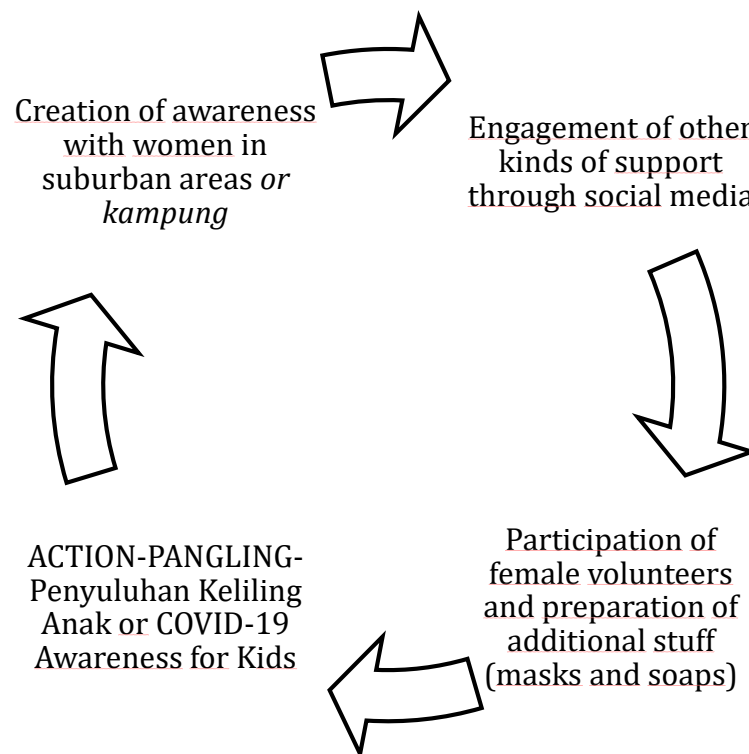 Creation of awareness
with women in
suburban areas or
kampung
Engagement of other
kinds of support
through social media
Participation of
female volunteers
and preparation of
additional stuff
(masks and soaps)
ACTION-PANGLING-
Penyuluhan Keliling
Anak or COVID-19
Awareness for Kids